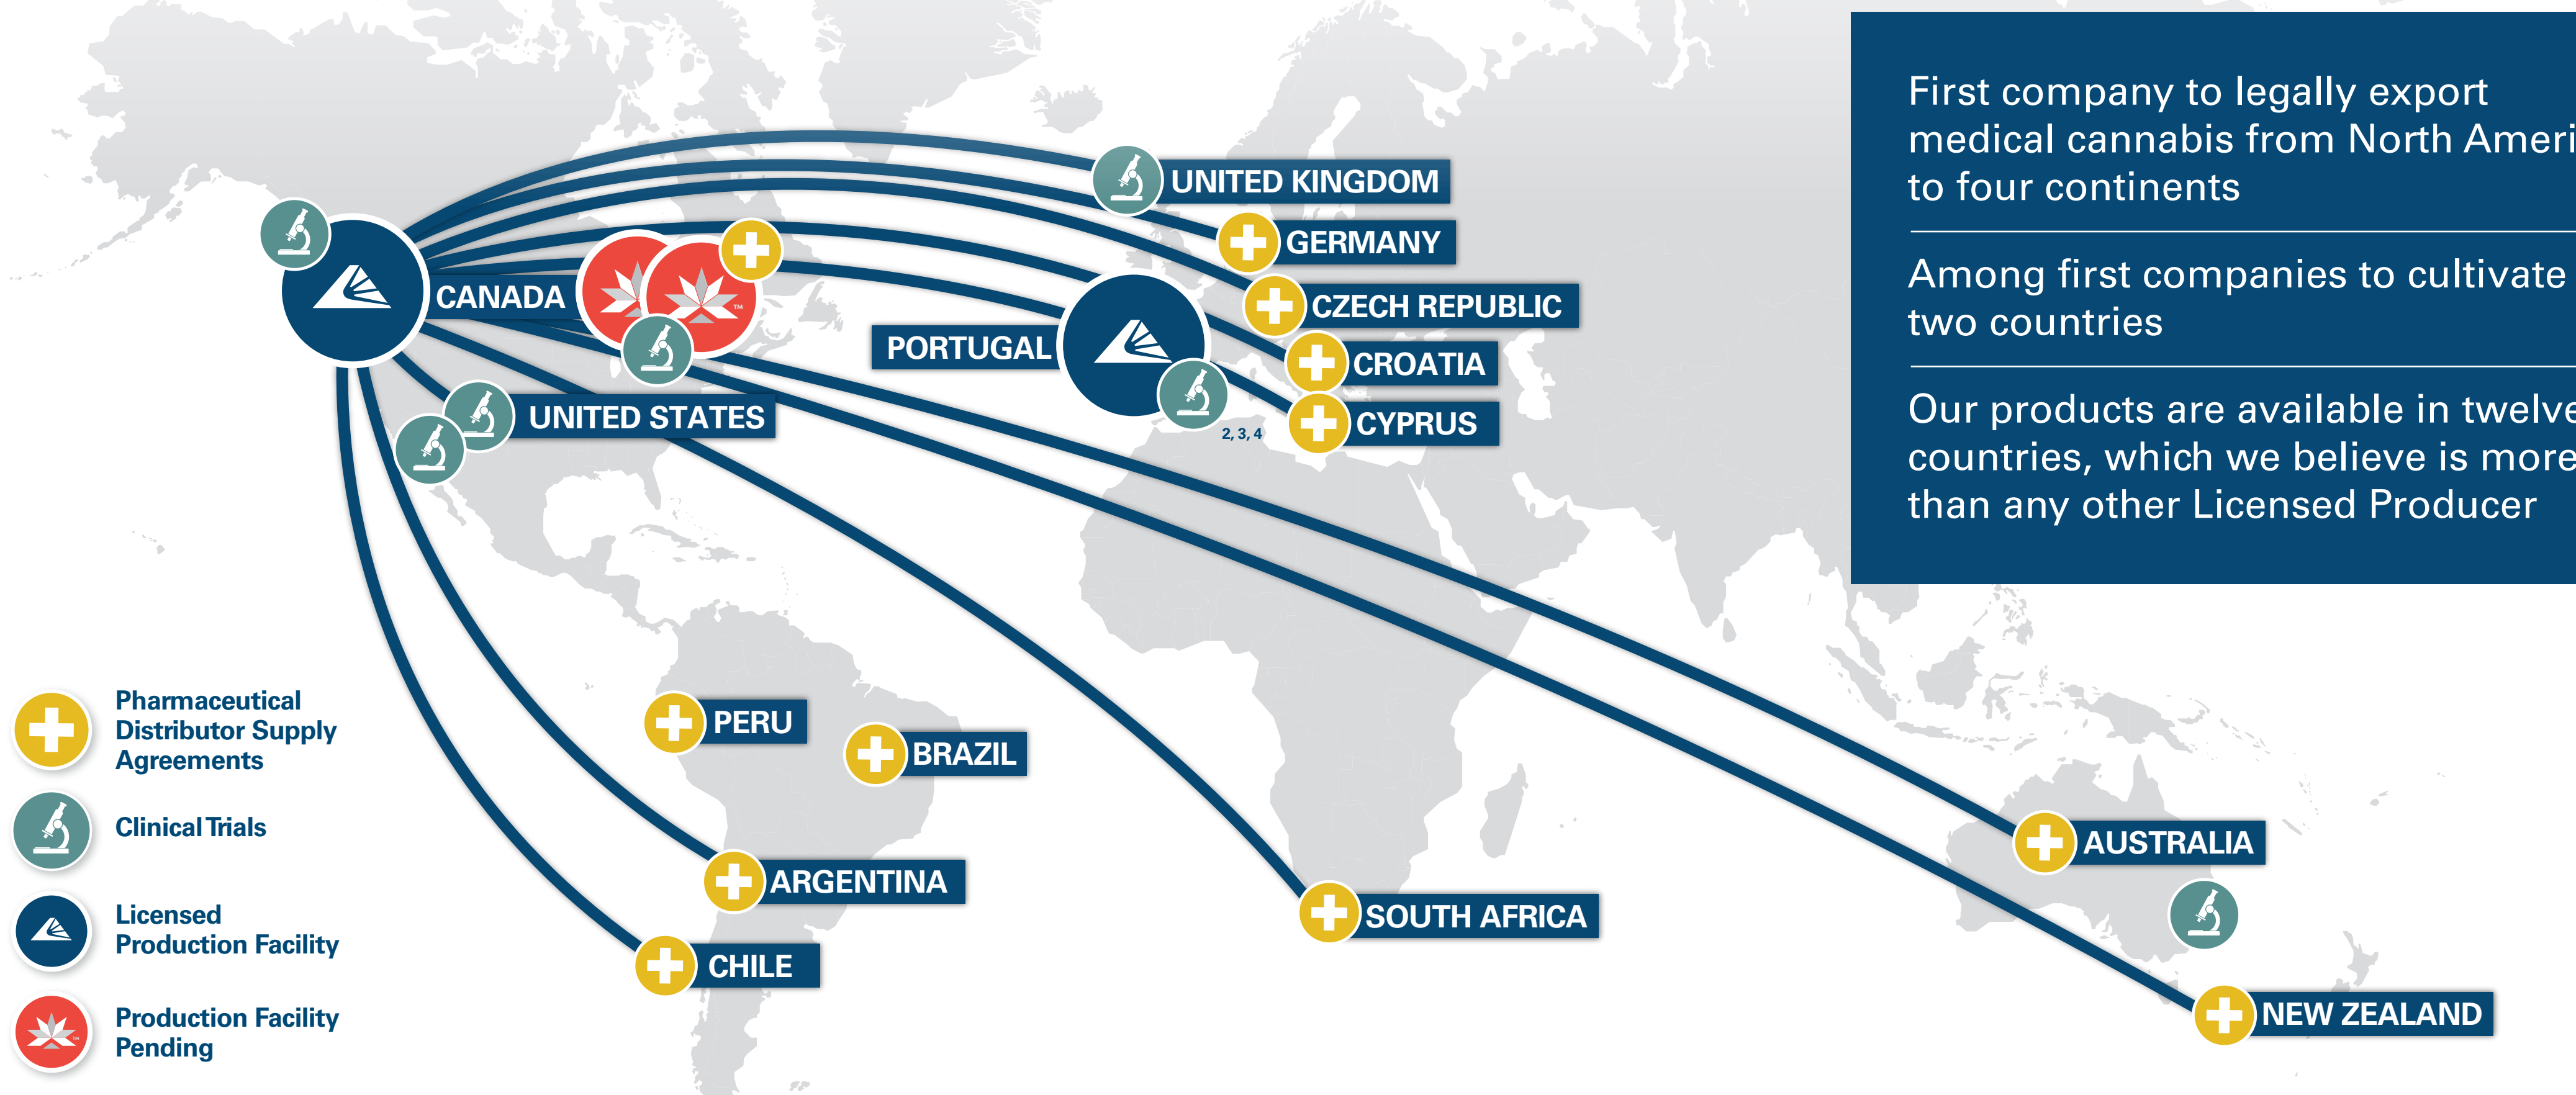 First company to legally export
medical cannabis from North Ameri
to four continents
Among first companies to cultivate
two countries
Our products are available in twelve
countries, which we believe is more
than any other Licensed Producer
UNITED KINGDOM
GERMANY
CANADA
CZECH REPUBLIC
PORTUGAL
CROATIA
UNITED STATES
CYPRUS
2, 3, 4
PERU
BRAZIL
ARGENTINA
CHILE
SOUTH AFRICA
AUSTRALIA
NEW ZEALAND
Pharmaceutical
Distributor Supply
Agreements
Clinical Trials
Licensed
Production Facility
Production Facility
Pending
TM
TM